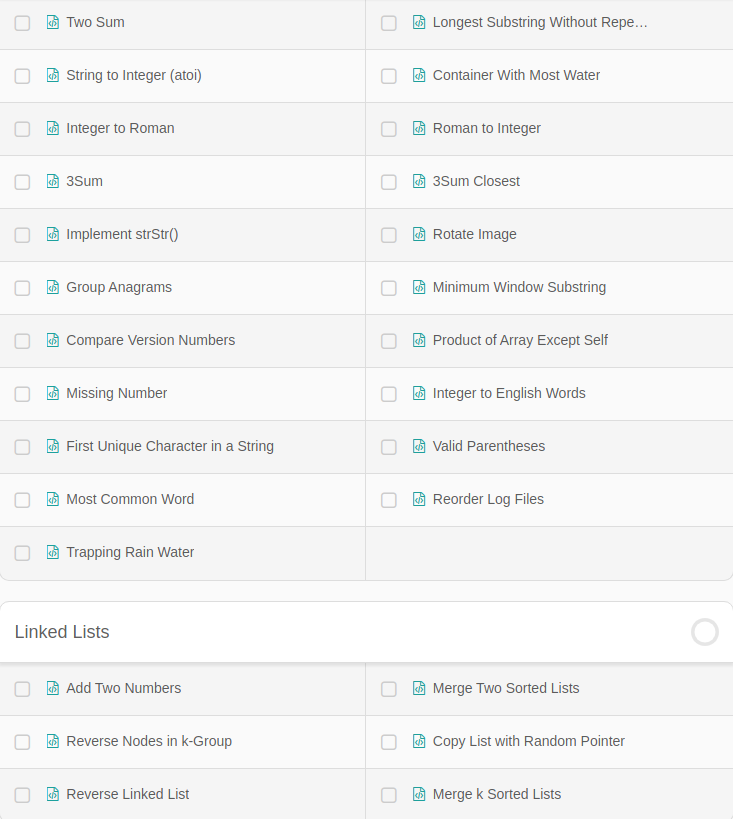 Two Sum
Longest Substring Without Repe…
String to Integer (atoi)
Container With Most Water
Integer to Roman
Roman to Integer
3Sum
3Sum Closest
Implement strStr()
Rotate Image
Group Anagrams
Minimum Window Substring
Compare Version Numbers
Product of Array Except Self
Missing Number
Integer to English Words
First Unique Character in a String
Valid Parentheses
Most Common Word
Reorder Log Files
Trapping Rain Water
Linked Lists
Add Two Numbers
Merge Two Sorted Lists
Reverse Nodes in k-Group
Copy List with Random Pointer
Reverse Linked List
Merge k Sorted Lists